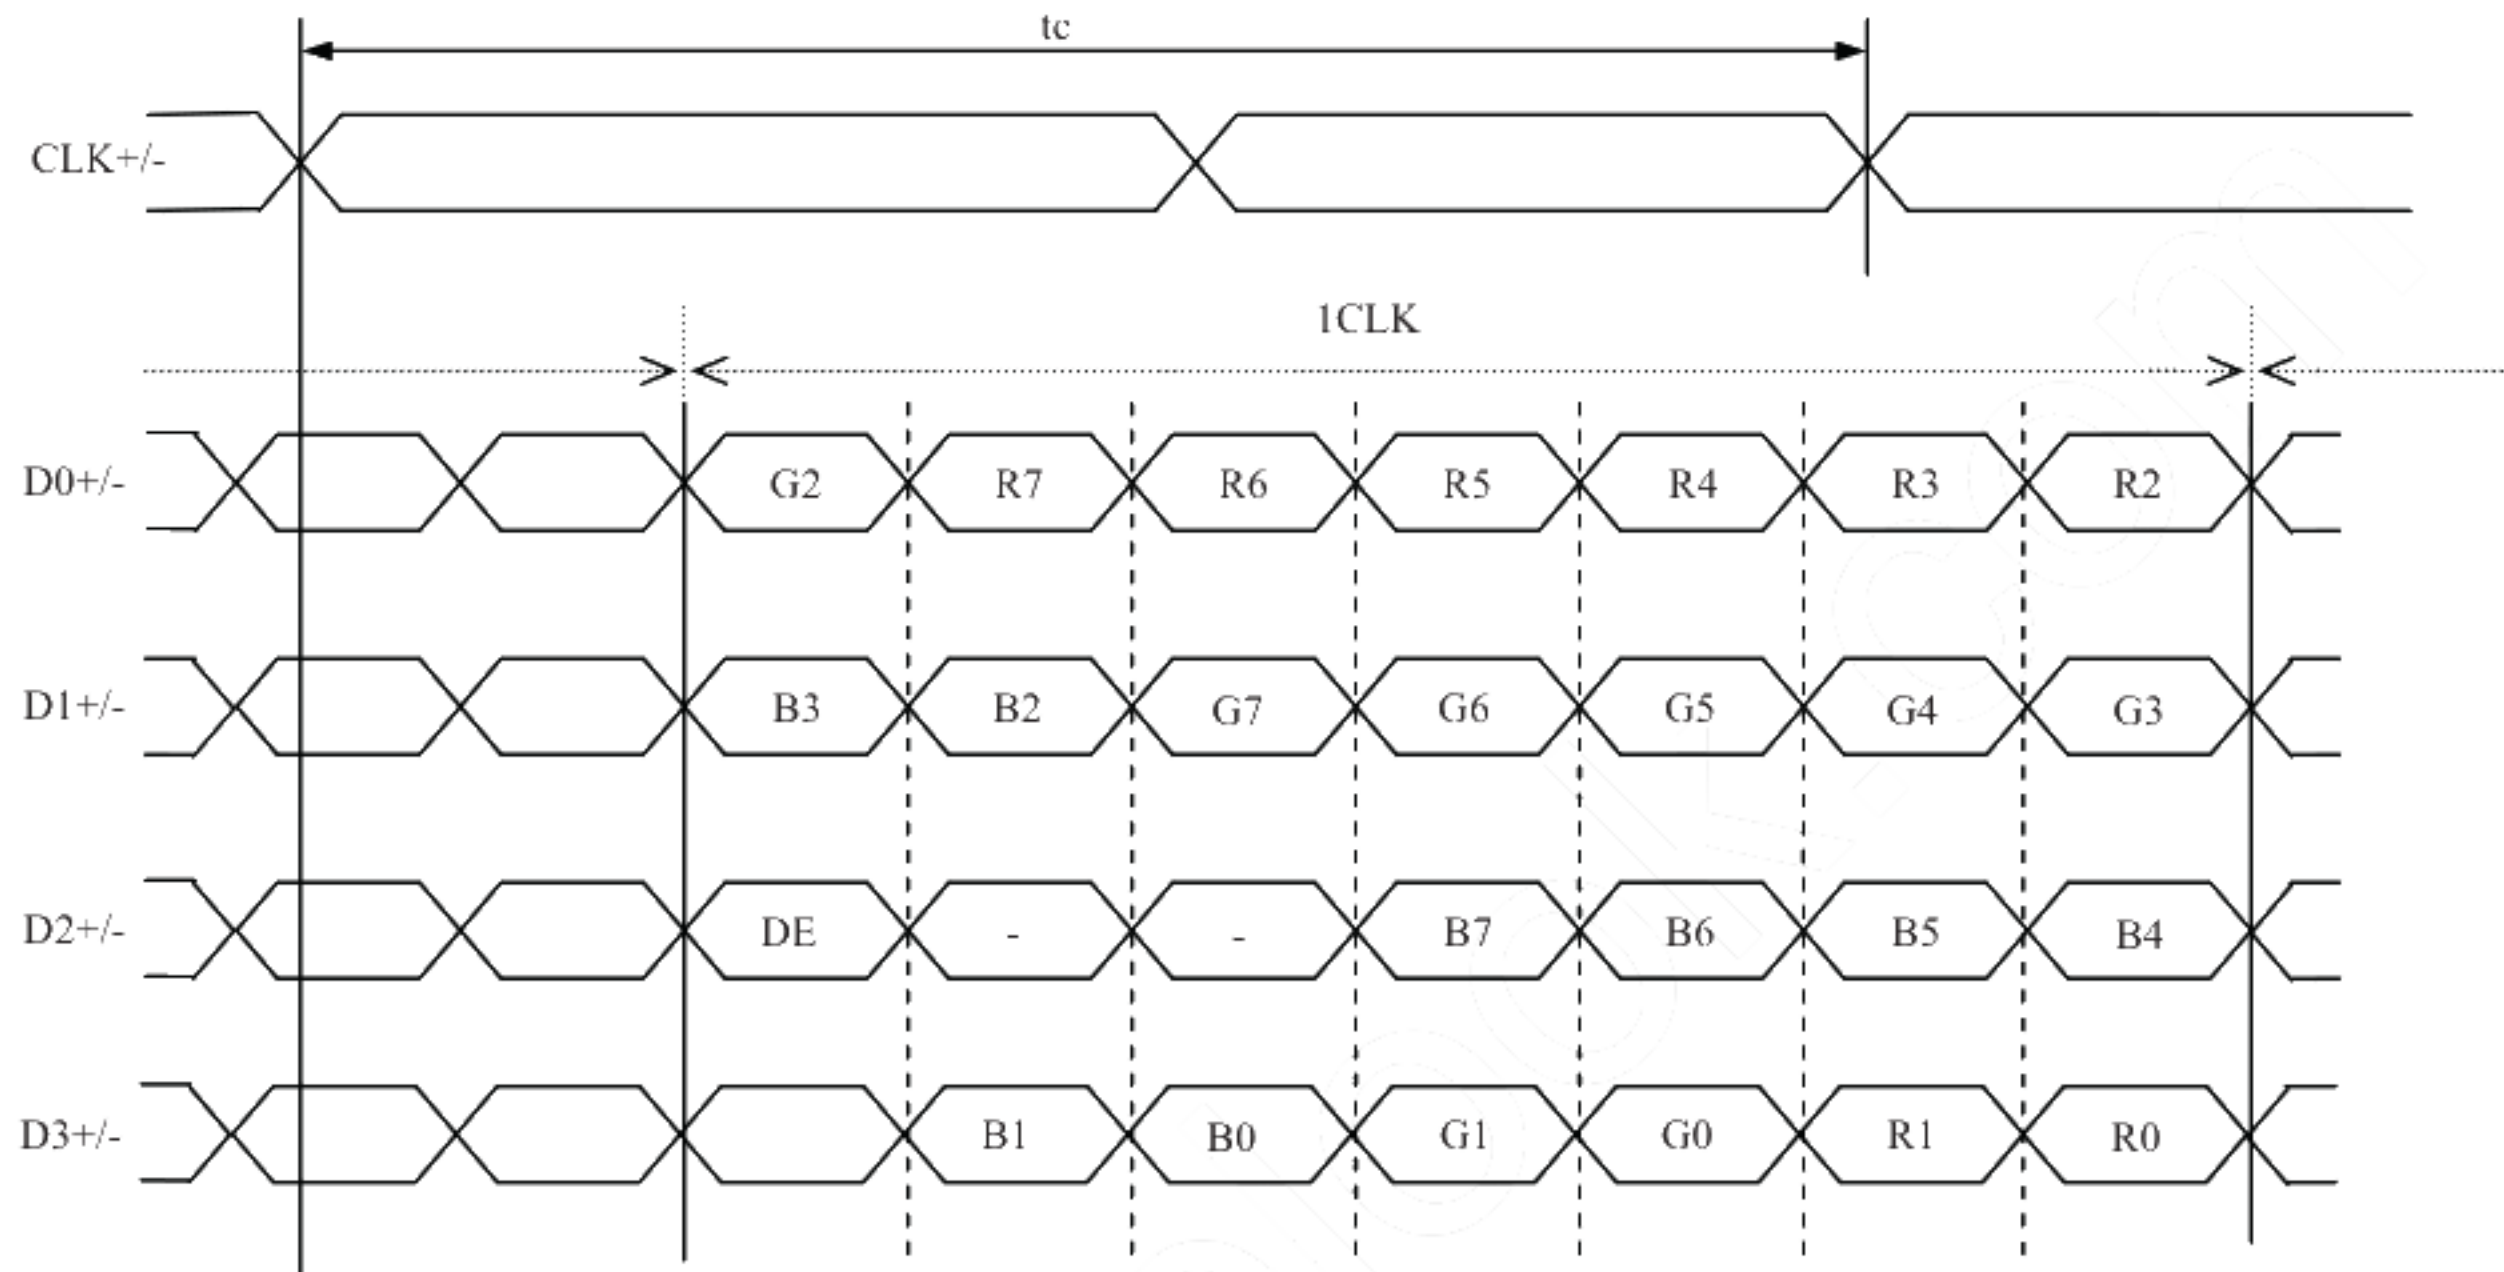 tc
CLK+/-
1CLK
D0+/- G2 R7 R6 R5 R4 R3 R2
D1+/- B3 B2 G7 G6 G5 G4 G3
D2+/- DE - - B7 B6 B5 B4
D3+/- B1 B0 G1 G0 R1 R0